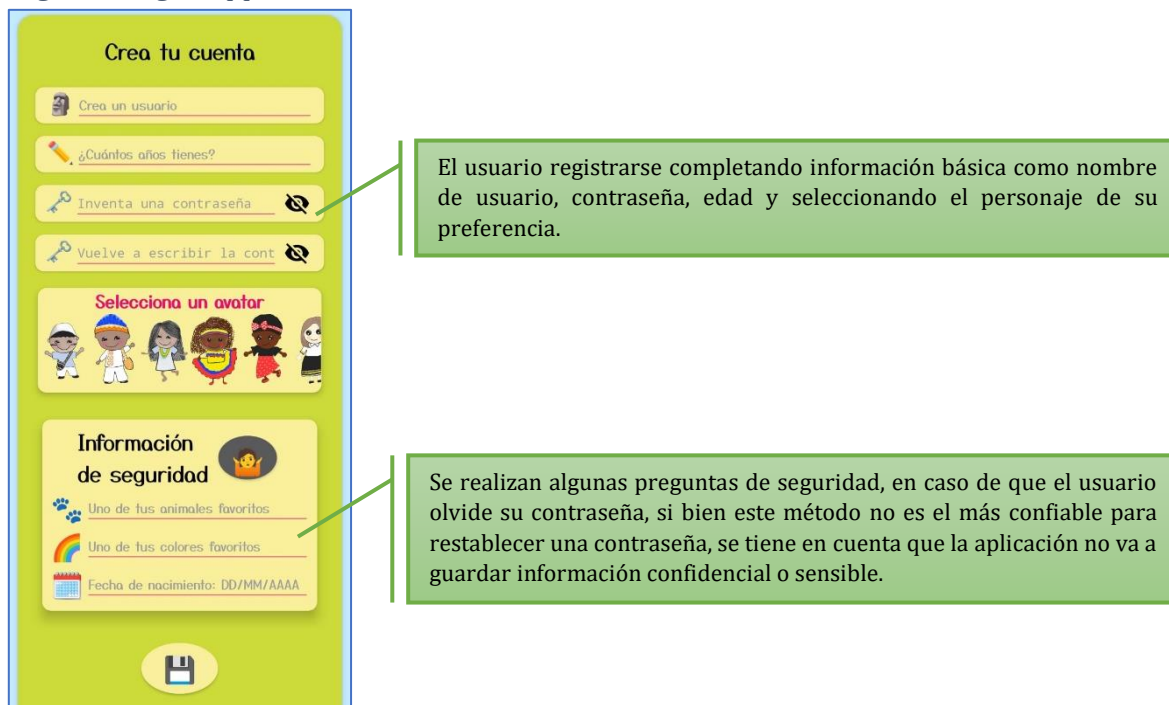 Crea tu cuenta
Crea un usuario
¿Cuántos años tienes?
Inventa una contraseña
Vuelve a escribir la cont
Selecciona un avatar
Información
de seguridad
Uno de tus animales favoritos
Uno de tus colores favoritos
Fecha de nacimiento: DD/MM/AAAA
El usuario registrarse completando información básica como nombre
de usuario, contraseña, edad y seleccionando el personaje de su
preferencia.
Se realizan algunas preguntas de seguridad, en caso de que el usuario
olvide su contraseña, si bien este método no es el más confiable para
restablecer una contraseña, se tiene en cuenta que la aplicación no va a
guardar información confidencial o sensible.